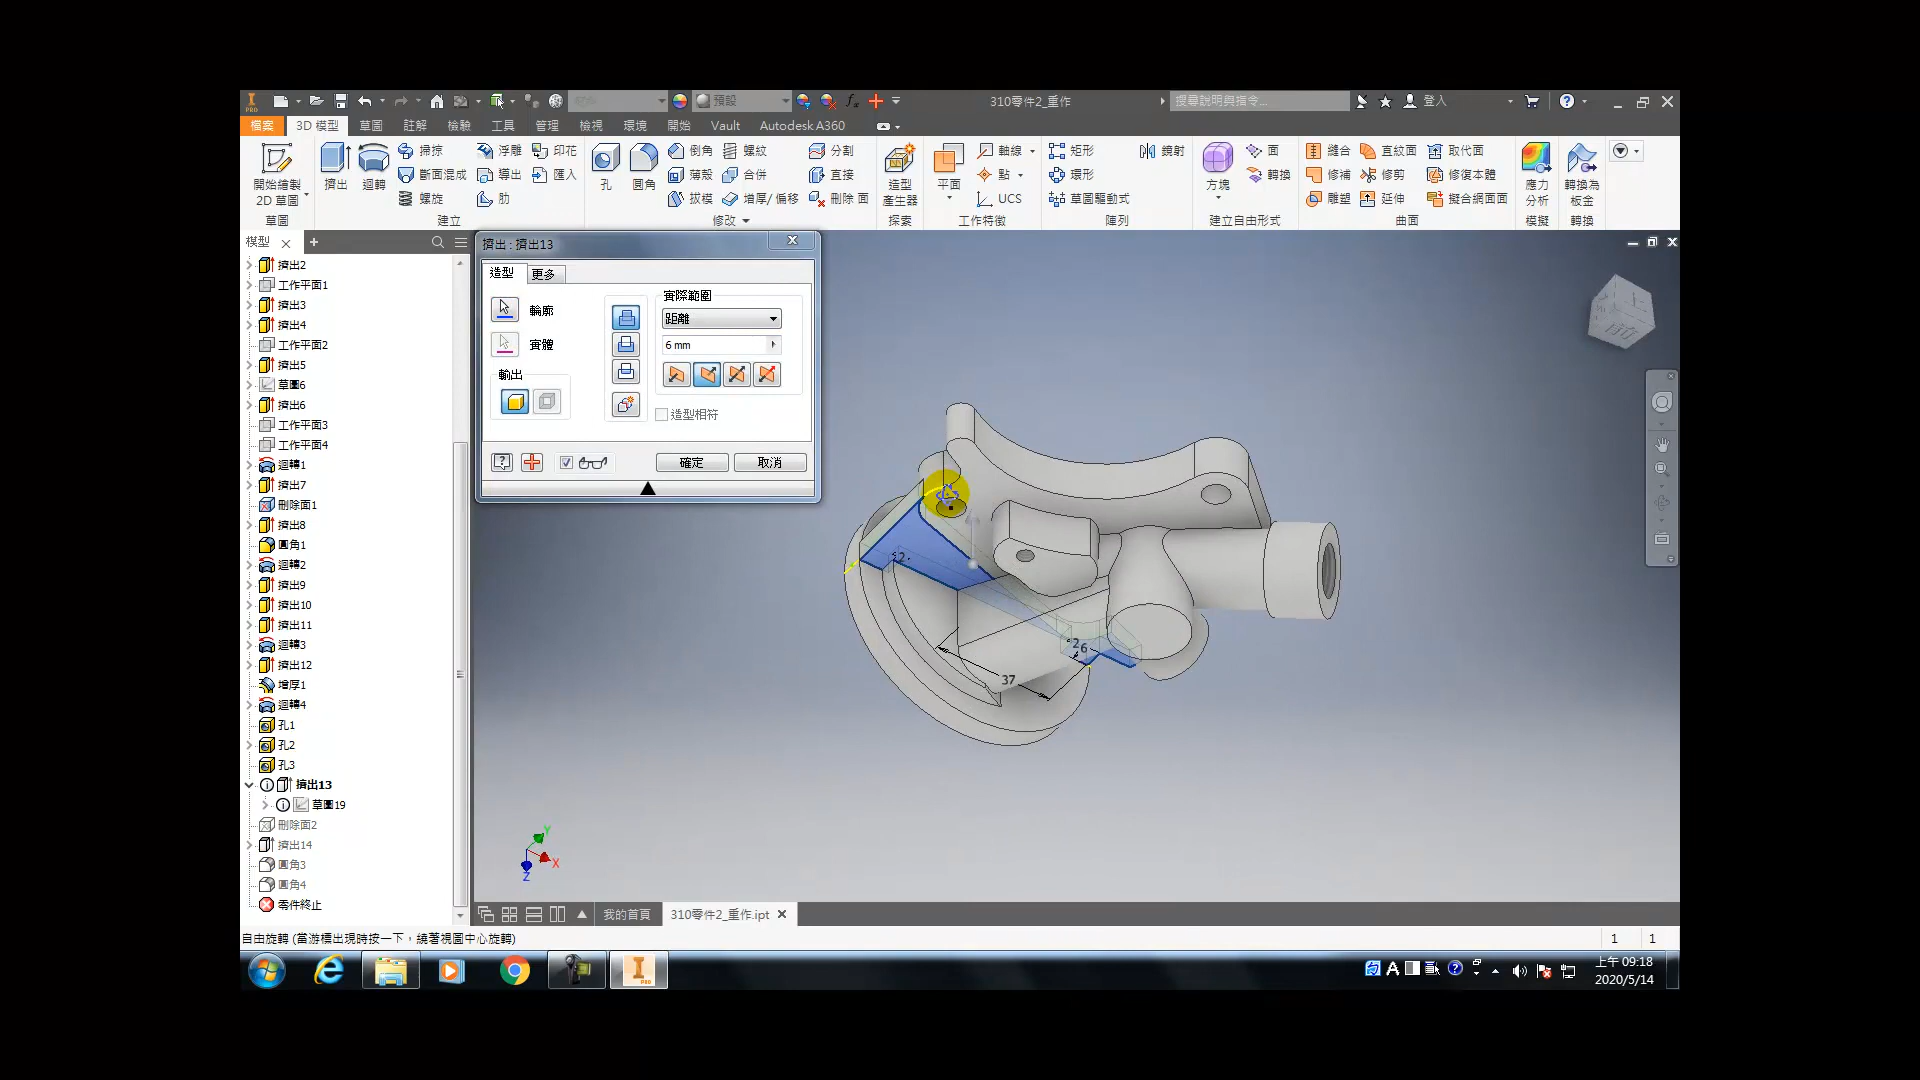 310零件2_重作
搜尋說明與指令...
登入
預設
檔案 3D 模型 草圖 註解 檢驗 工具 管理 檢視 環境 開始 Vault Autodesk A360
開始繪製
2D 草圖
擠出
迴轉
掃掠
斷面混成
螺旋
浮雕
導出
肋
印花
匯入
孔
圓角
倒角
薄殼
拔模
螺紋
合併
增厚/ 偏移
分割
直接
刪除 面
造型
產生器
平面
軸線
點
UCS
矩形
環形
草圖驅動式
鏡射
方塊
面
轉換
縫合
修補
雕塑
直紋面
修剪
延伸
取代面
修復本體
擬合網面面
應力
分析
轉換為
板金
草圖 建立 修改 探索 工作特徵 陣列 建立自由形式 曲面 模擬 轉換
模型
擠出2
工作平面1
擠出3
擠出4
工作平面2
擠出5
草圖6
擠出6
工作平面3
工作平面4
迴轉1
擠出7
刪除面1
擠出8
圓角1
迴轉2
擠出9
擠出10
擠出11
迴轉3
擠出12
增厚1
迴轉4
孔1
孔2
孔3
擠出13
草圖19
刪除面2
擠出14
圓角3
圓角4
零件終止
擠出 : 擠出13
造型 更多
輪廓
實體
輸出
實際範圍
距離
6 mm
造型相符
確定 取消
2
26
37
Y
X
Z
我的首頁 310零件2_重作.ipt
自由旋轉 (當游標出現時按一下，繞著視圖中心旋轉)
1 1
上午 09:18
2020/5/14